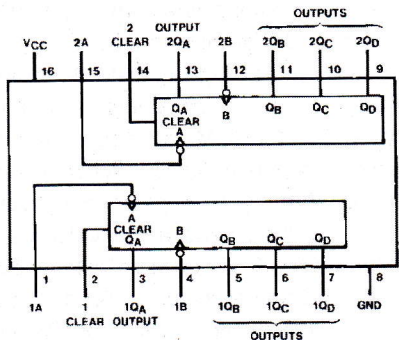 OUTPUTS
2 OUTPUT
VCC 2A CLEAR 2QA 2B 2QB 2QC 2QD
16 15 14 13 12 11 10 9
QA B QB QC QD
CLEAR
A
A
CLEAR
QA B QB QC QD
1 2 3 4 5 6 7 8
1A 1 1QA 1B 1QB 1QC 1QD GND
CLEAR OUTPUT
OUTPUTS